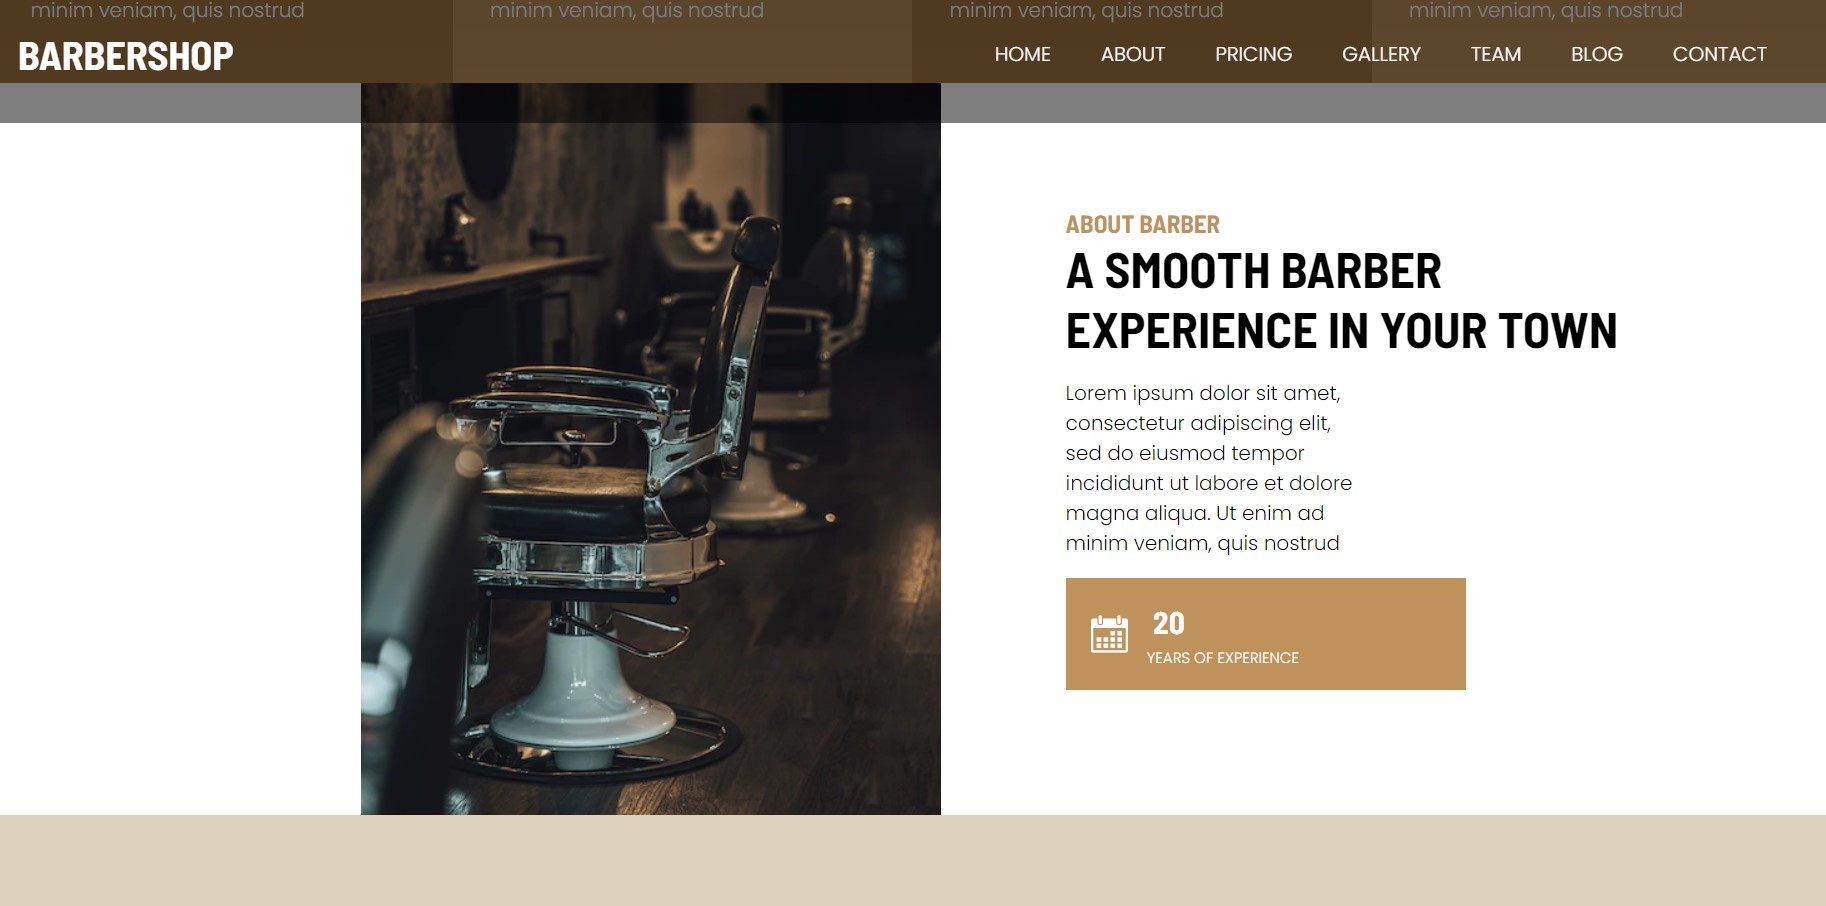 minim veniam, quis nostrud minim veniam, quis nostrud minim veniam, quis nostrud minim veniam, quis nostrud
BARBERSHOP HOME ABOUT PRICING GALLERY TEAM BLOG CONTACT
ABOUT BARBER
A SMOOTH BARBER
EXPERIENCE IN YOUR TOWN
Lorem ipsum dolor sit amet,
consectetur adipiscing elit,
sed do eiusmod tempor
incididunt ut labore et dolore
magna aliqua. Ut enim ad
minim veniam, quis nostrud
20
YEARS OF EXPERIENCE